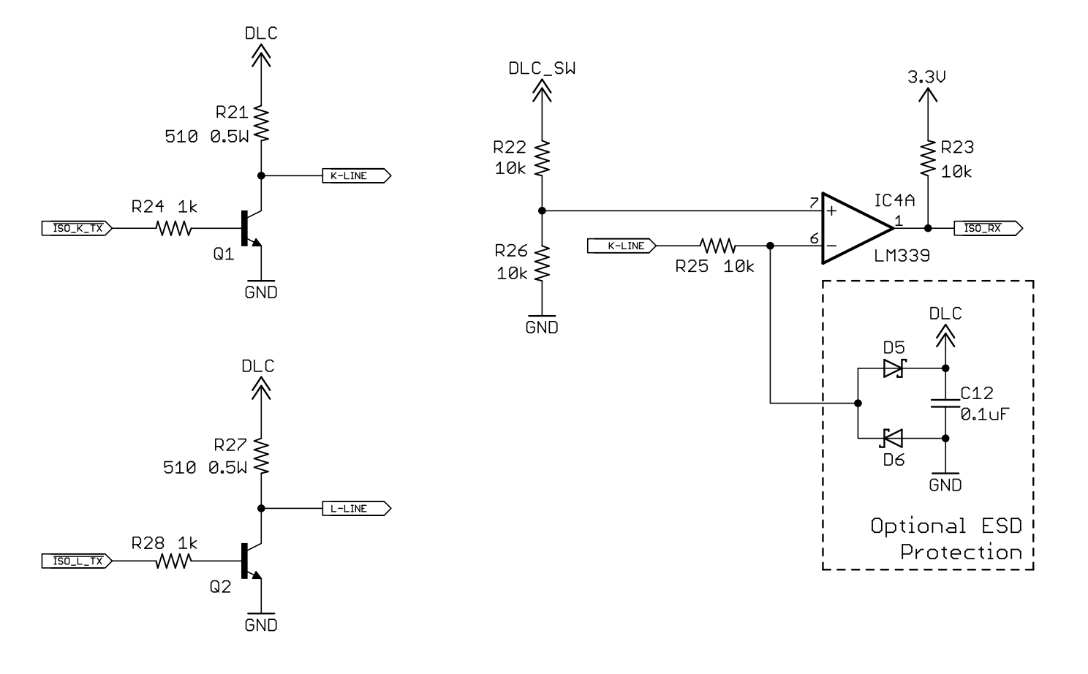 DLC
R21
510 0.5W
K-LINE
R24 1k
ISO_K_TX
Q1
GND
DLC
R27
510 0.5W
L-LINE
R28 1k
ISO_L_TX
Q2
GND
DLC_SW
R22
10k
R26
10k
GND
K-LINE
R25 10k
7
+
6
-
IC4A
1
LM339
3.3V
R23
10k
ISO_RX
DLC
D5
C12
0.1uF
D6
GND
Optional ESD
Protection